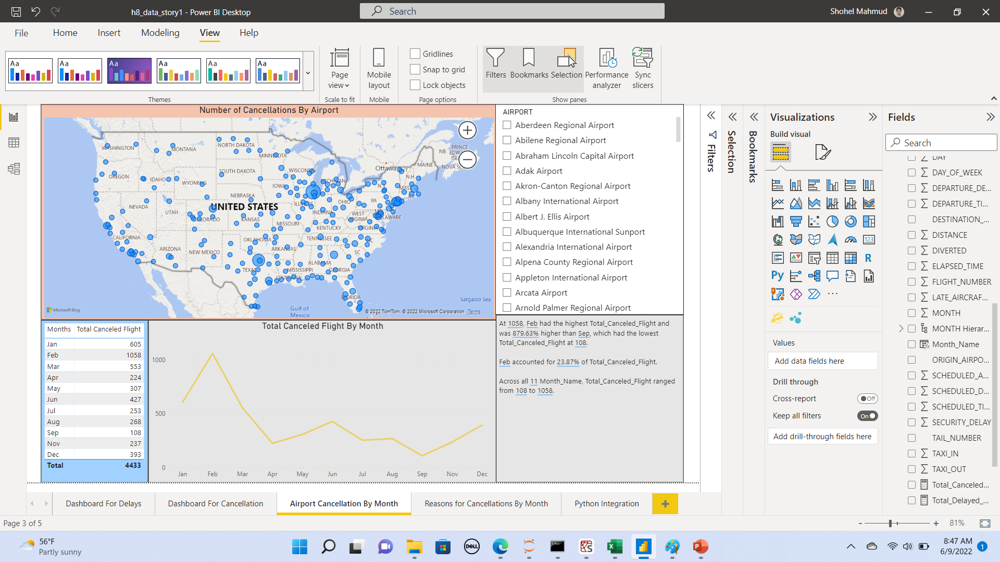 h8_data_story1 - Power BI Desktop
Search
Shohel Mahmud
File
Home
Insert
Modeling
View
Help
Aa
Aa
Aa
Aa
Aa
Aa
Page view
Mobile layout
Gridlines
Snap to grid
Lock objects
Filters
Bookmarks
Selection
Performance analyzer
Sync slicers
Themes
Scale to fit
Mobile
Page options
Show panes
Number of Cancellations By Airport
WASHINGTON
MONTANA
NORTH DAKOTA
MINNESOTA
OREGON
IDAHO
WYOMING
SOUTH DAKOTA
WISCONSIN
MICHIGAN
Ottawa
MAINE
NB
PRINCE
NEVADA
UTAH
COLORADO
NEBRASKA
IOWA
ILLINOIS
INDIANA
OHIO
PA
N.H.
UNITED STATES
KANSAS
MISSOURI
KENTUCKY
WEST VIRGINIA
VIRGINIA
DELAWARE
CALIFORNIA
ARIZONA
NEW MEXICO
OKLAHOMA
ARKANSAS
TENNESSEE
NC
SC
TEXAS
LOUISIANA
MISSISSIPPI
ALABAMA
GEORGIA
FLORIDA
Gulf of Mexico
Sargasso Sea
Microsoft Bing
© 2022 TomTom, © 2022 Microsoft Corporation Terms
AIRPORT
Aberdeen Regional Airport
Abilene Regional Airport
Abraham Lincoln Capital Airport
Adak Airport
Akron-Canton Regional Airport
Albany International Airport
Albert J. Ellis Airport
Albuquerque International Sunport
Alexandria International Airport
Alpena County Regional Airport
Appleton International Airport
Arcata Airport
Arnold Palmer Regional Airport
Months Total Canceled Flight
Jan 605
Feb 1058
Mar 553
Apr 224
May 307
Jun 427
Jul 253
Aug 268
Sep 108
Nov 237
Dec 393
Total 4433
Total Canceled Flight By Month
1000
500
0
Jan Feb Mar Apr May Jun Jul Aug Sep Nov Dec
At 1058, Feb had the highest Total_Canceled_Flight and
was 879.63% higher than Sep, which had the lowest
Total_Canceled_Flight at 108.
Feb accounted for 23.87% of Total_Canceled_Flight.
Across all 11 Month_Name, Total_Canceled_Flight ranged
from 108 to 1058.
Filters
Selection
Bookmarks
Visualizations
Build visual
123
R
Py
...
Values
Add data fields here
Drill through
Cross-report
Off
Keep all filters
On
Add drill-through fields here
Fields
Search
DAY
DAY_OF_WEEK
DEPARTURE_DE...
DEPARTURE_TI...
DESTINATION_...
DISTANCE
DIVERTED
ELAPSED_TIME
FLIGHT_NUMBER
LATE_AIRCRAF...
MONTH
MONTH Hierar...
Month_Name
ORIGIN_AIRPO...
SCHEDULED_A...
SCHEDULED_D...
SCHEDULED_TI...
SECURITY_DELAY
TAIL_NUMBER
TAXI_IN
TAXI_OUT
Total_Canceled...
Total_Delayed_...
Dashboard For Delays
Dashboard For Cancellation
Airport Cancellation By Month
Reasons for Cancellations By Month
Python Integration
Page 3 of 5
- + 81%
56°F
Partly sunny
DELL
8:47 AM
6/9/2022
1